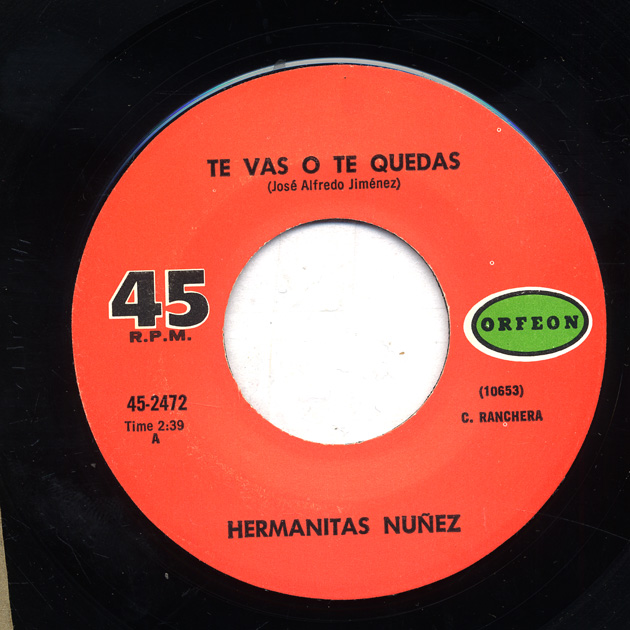 TE VAS O TE QUEDAS
(José Alfredo Jiménez)
45
R.P.M.
ORFEON
45-2472
Time 2:39
A
(10653)
C. RANCHERA
HERMANITAS NUÑEZ